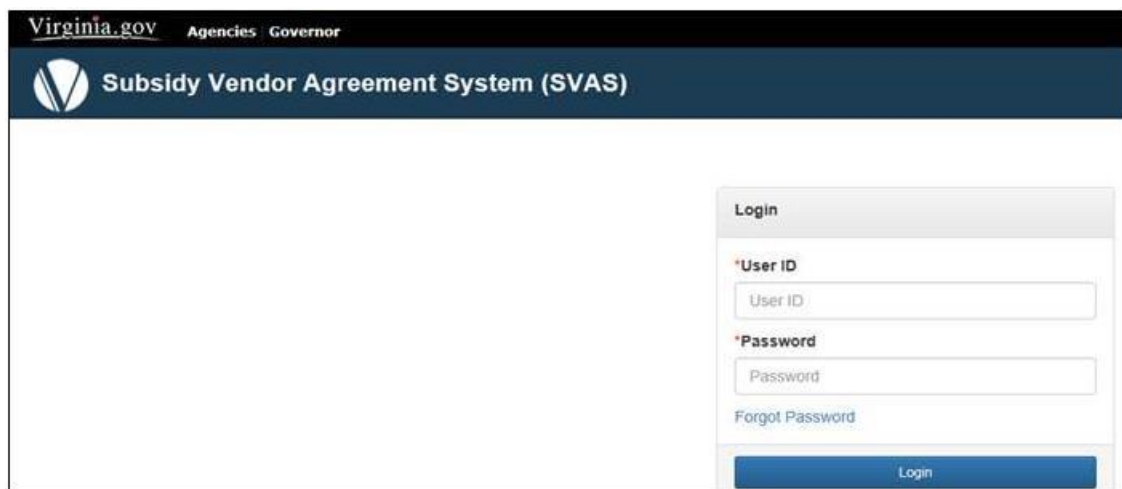 Virginia.gov Agencies Governor
Subsidy Vendor Agreement System (SVAS)
Login
*User ID
User ID
*Password
Password
Forgot Password
Login